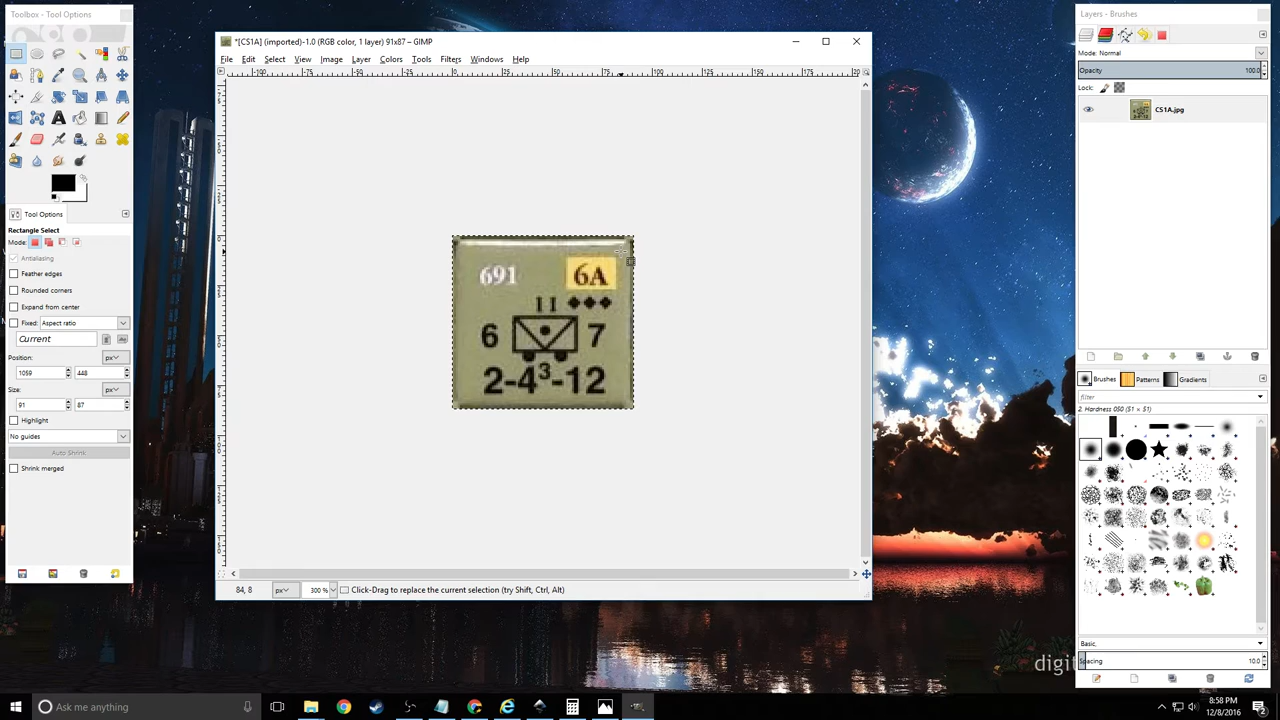 Toolbox - Tool Options
*[CS1A] (imported)-1.0 (RGB color, 1 layer) – GIMP
Layers - Brushes
File Edit Select View Image Layer Colors Tools Filters Windows Help
Mode: Normal
Opacity 100.0
Lock:
CS1A.jpg
Tool Options
Rectangle Select
Mode:
Antialiasing
Feather edges
Rounded corners
Expand from center
Fixed: Aspect ratio
Current
Position: px
1059 448
Size: px
91 87
Highlight
No guides
Auto Shrink
Shrink merged
691 6A
II
6 7
2-4³-12
Brushes Patterns Gradients
filter
2. Hardness 050 (51 × 51)
Basic,
Spacing 10.0
84, 8 px 300 % Click-Drag to replace the current selection (try Shift, Ctrl, Alt)
digit
Ask me anything
8:58 PM
12/8/2016